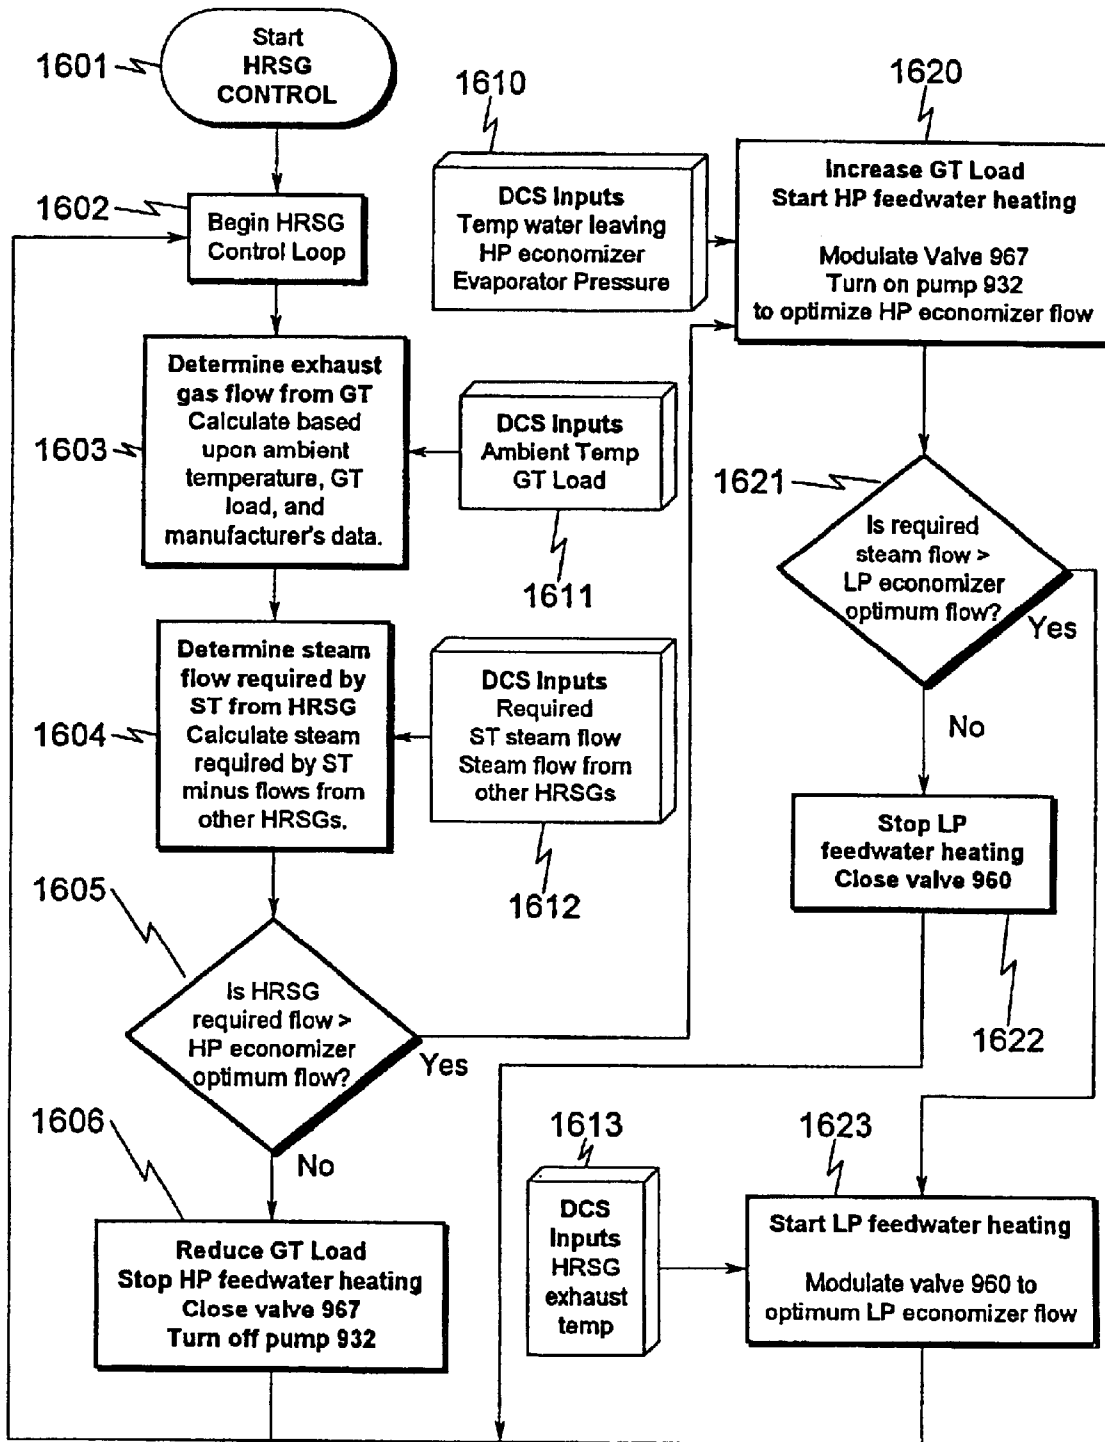 1601
Start
HRSG
CONTROL
1602
Begin HRSG
Control Loop
1603
Determine exhaust
gas flow from GT
Calculate based
upon ambient
temperature, GT
load, and
manufacturer's data.
DCS Inputs
Ambient Temp
GT Load
1611
1604
Determine steam
flow required by
ST from HRSG
Calculate steam
required by ST
minus flows from
other HRSGs.
DCS Inputs
Required
ST steam flow
Steam flow from
other HRSGs
1612
1605
Is HRSG
required flow >
HP economizer
optimum flow?
Yes
No
1606
Reduce GT Load
Stop HP feedwater heating
Close valve 967
Turn off pump 932
1610
DCS Inputs
Temp water leaving
HP economizer
Evaporator Pressure
1620
Increase GT Load
Start HP feedwater heating
Modulate Valve 967
Turn on pump 932
to optimize HP economizer flow
1621
Is required
steam flow >
LP economizer
optimum flow?
Yes
No
Stop LP
feedwater heating
Close valve 960
1622
1613
DCS
Inputs
HRSG
exhaust
temp
1623
Start LP feedwater heating
Modulate valve 960 to
optimum LP economizer flow